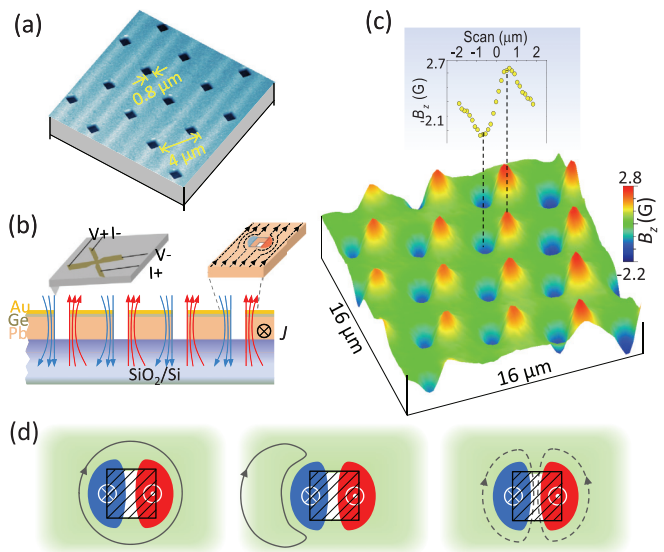 (a)
0.8 μm
4 μm
(b)
V+I-
V-
I+
Au
Ge
Pb
J
SiO2/Si
(c)
Scan (μm)
-2 -1 0 1 2
2.7
-2.1
Bz (G)
2.8
-2.2
Bz (G)
16 μm
16 μm
(d)